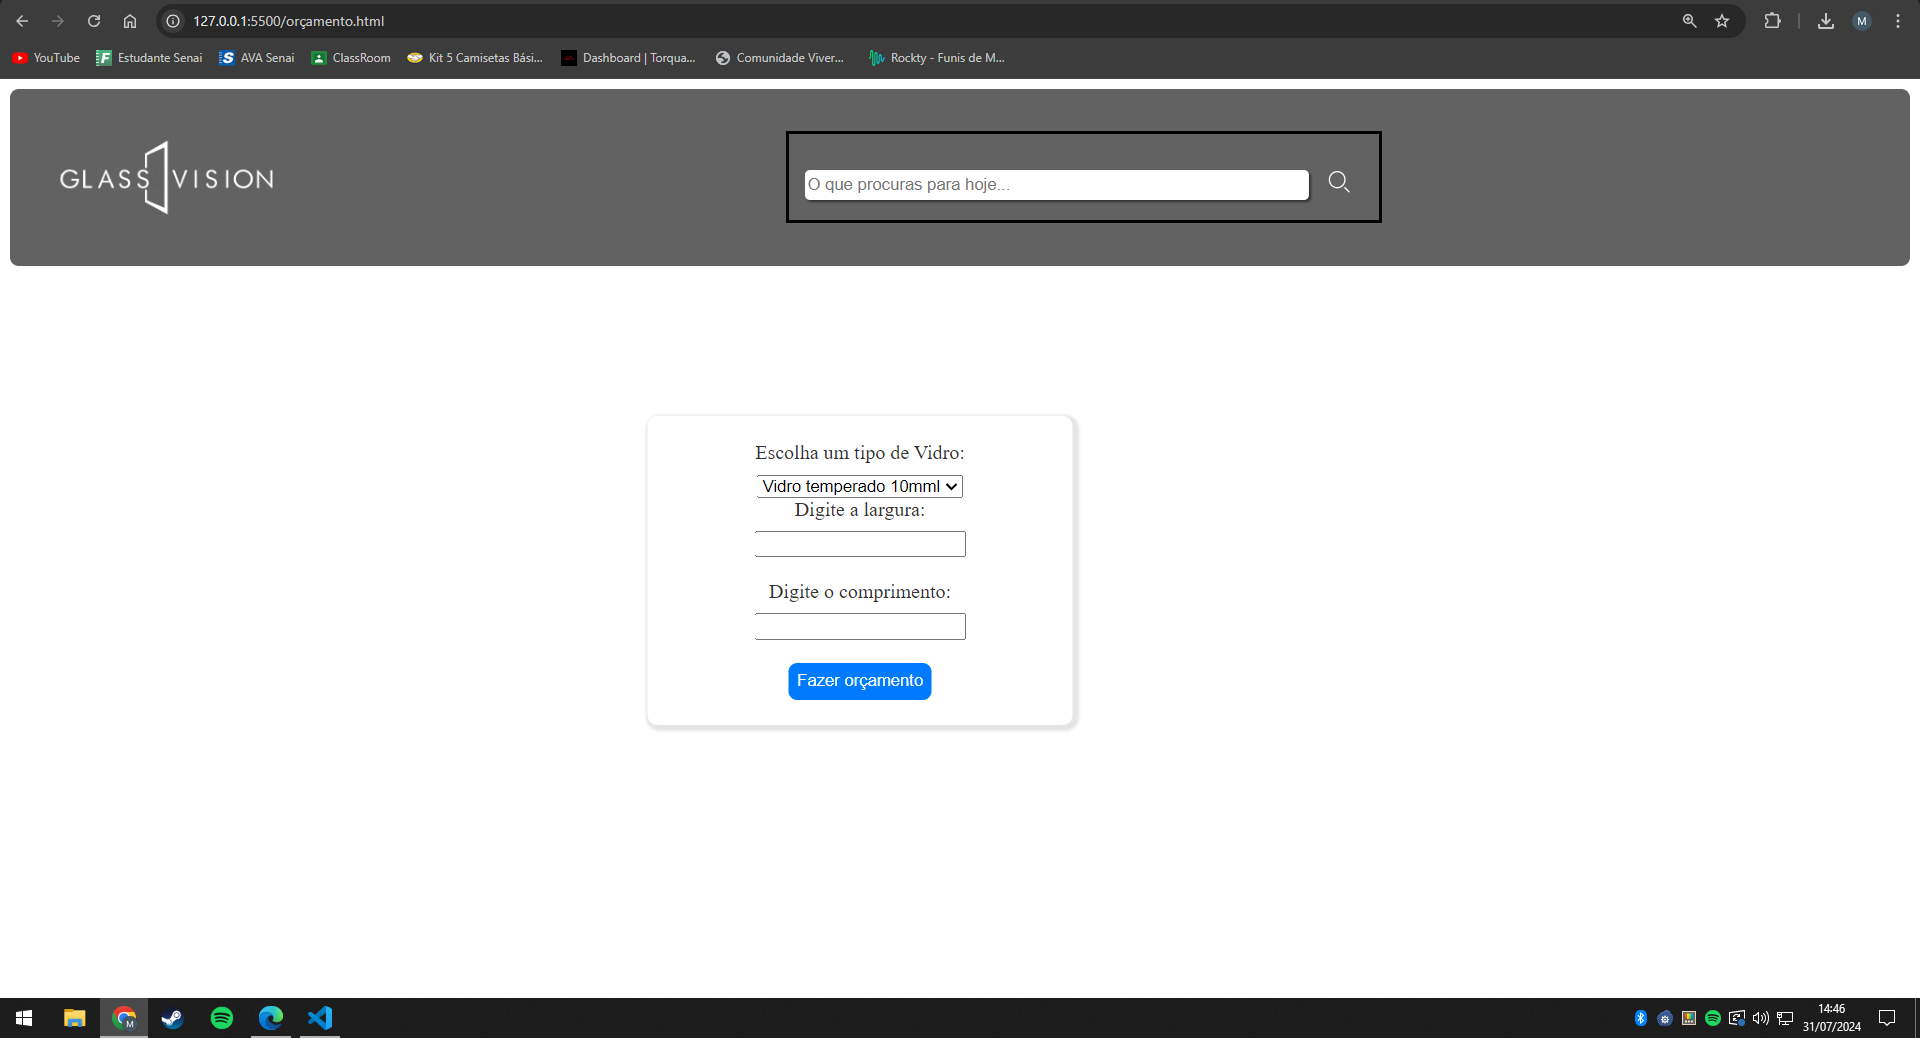 127.0.0.1:5500/orçamento.html
M
YouTube
Estudante Senai
AVA Senai
ClassRoom
Kit 5 Camisetas Bási...
Dashboard | Torqua...
Comunidade Viver...
Rockty - Funis de M...
GLASS VISION
O que procuras para hoje...
Escolha um tipo de Vidro:
Vidro temperado 10mml
Digite a largura:
Digite o comprimento:
Fazer orçamento
14:46
31/07/2024